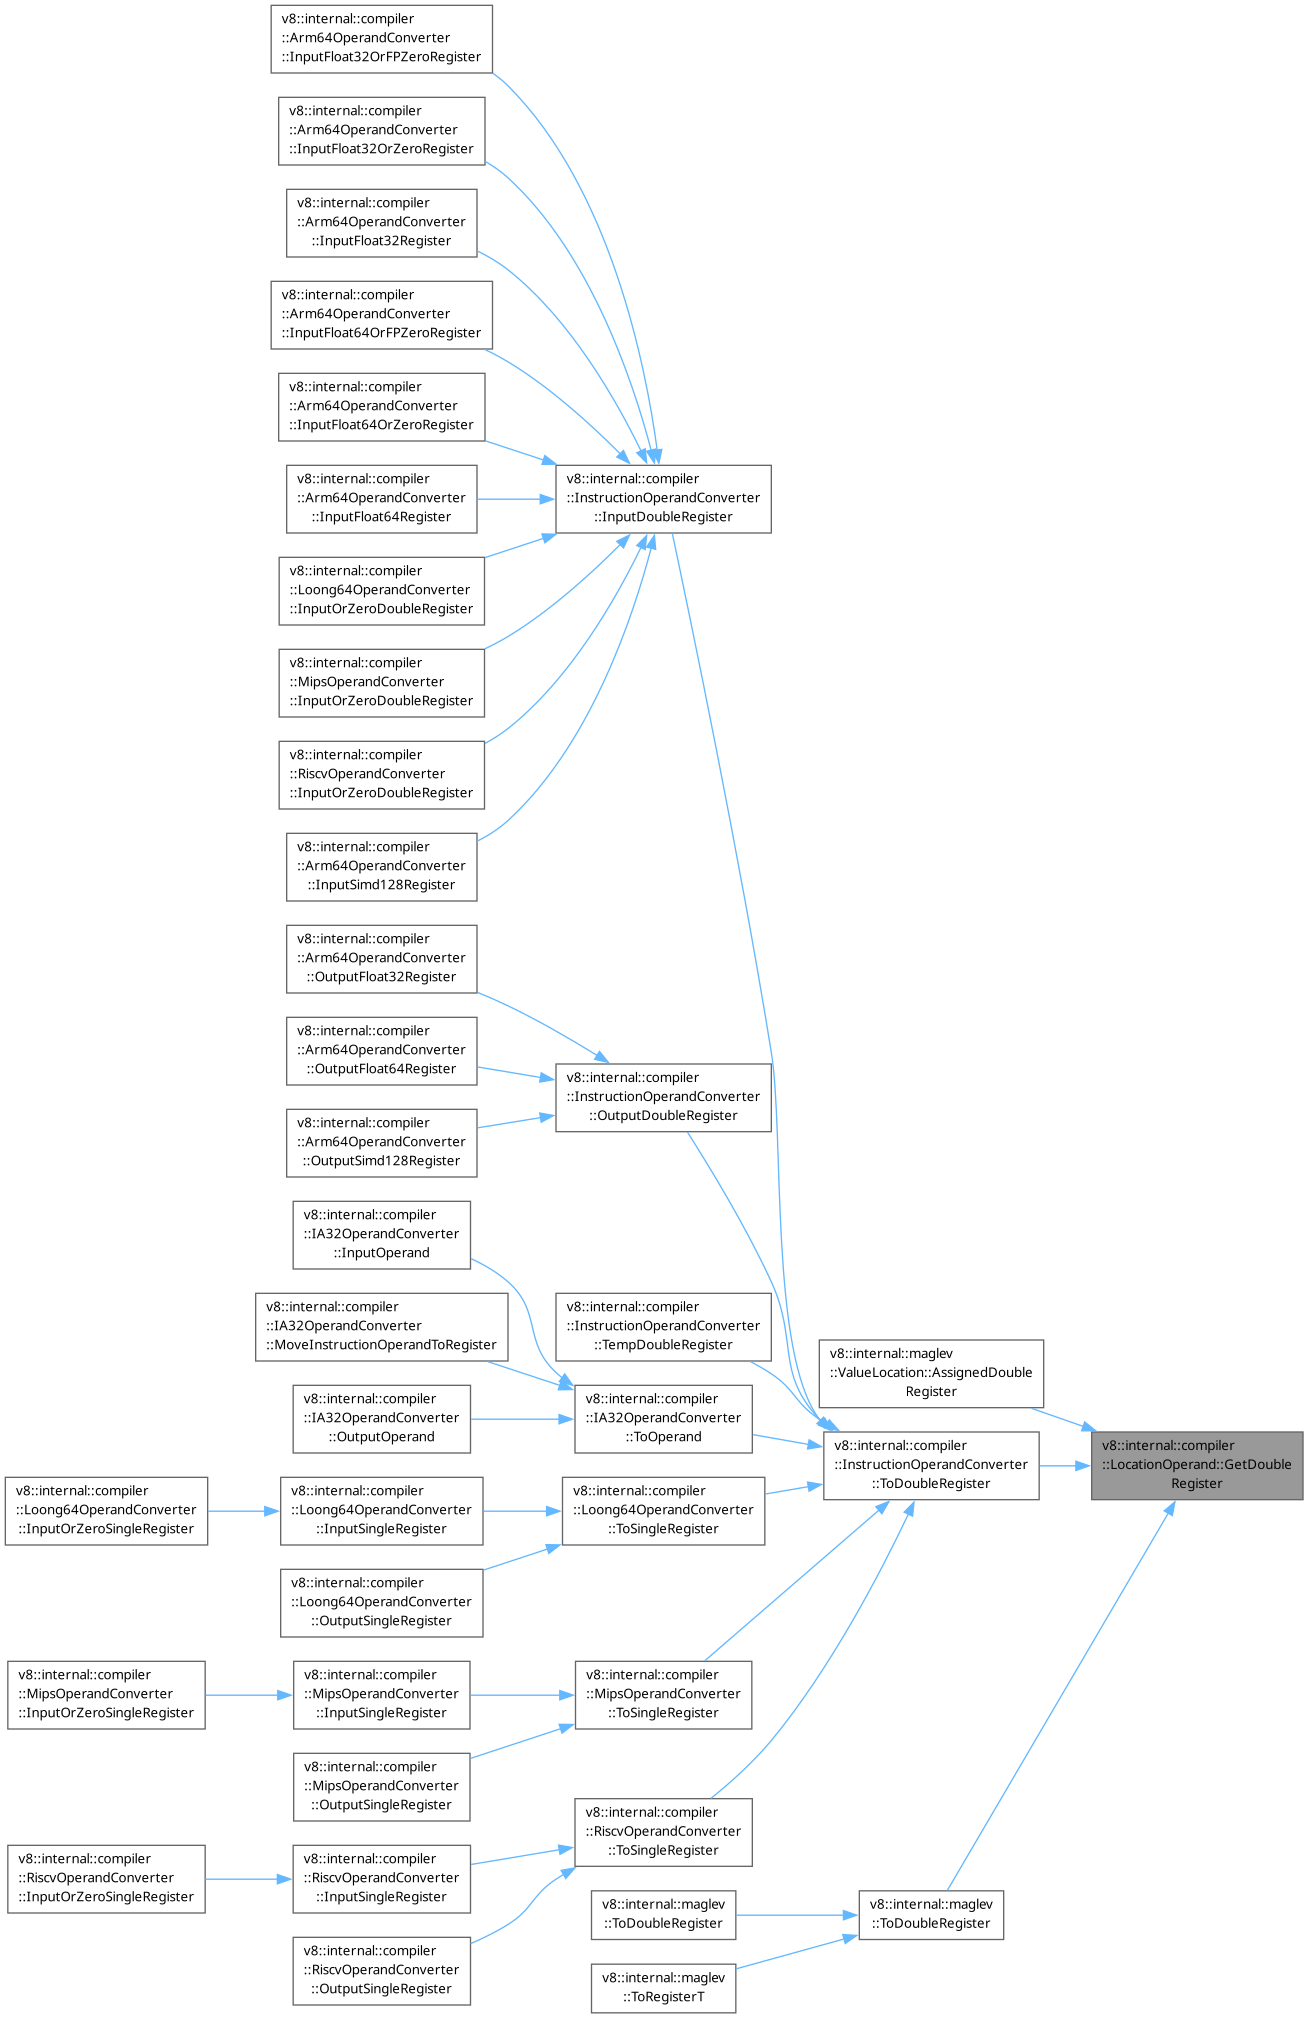 v8::internal::compiler
::Arm64OperandConverter
::InputFloat32OrFPZeroRegister
v8::internal::compiler
::Arm64OperandConverter
::InputFloat32OrZeroRegister
v8::internal::compiler
::Arm64OperandConverter
::InputFloat32Register
v8::internal::compiler
::Arm64OperandConverter
::InputFloat64OrFPZeroRegister
v8::internal::compiler
::Arm64OperandConverter
::InputFloat64OrZeroRegister
v8::internal::compiler
::Arm64OperandConverter
::InputFloat64Register
v8::internal::compiler
::InstructionOperandConverter
::InputDoubleRegister
v8::internal::compiler
::Loong64OperandConverter
::InputOrZeroDoubleRegister
v8::internal::compiler
::MipsOperandConverter
::InputOrZeroDoubleRegister
v8::internal::compiler
::RiscvOperandConverter
::InputOrZeroDoubleRegister
v8::internal::compiler
::Arm64OperandConverter
::InputSimd128Register
v8::internal::compiler
::Arm64OperandConverter
::OutputFloat32Register
v8::internal::compiler
::Arm64OperandConverter
::OutputFloat64Register
v8::internal::compiler
::InstructionOperandConverter
::OutputDoubleRegister
v8::internal::compiler
::Arm64OperandConverter
::OutputSimd128Register
v8::internal::compiler
::IA32OperandConverter
::InputOperand
v8::internal::compiler
::IA32OperandConverter
::MoveInstructionOperandToRegister
v8::internal::compiler
::InstructionOperandConverter
::TempDoubleRegister
v8::internal::maglev
::ValueLocation::AssignedDouble
Register
v8::internal::compiler
::IA32OperandConverter
::OutputOperand
v8::internal::compiler
::IA32OperandConverter
::ToOperand
v8::internal::compiler
::InstructionOperandConverter
::ToDoubleRegister
v8::internal::compiler
::LocationOperand::GetDouble
Register
v8::internal::compiler
::Loong64OperandConverter
::InputOrZeroSingleRegister
v8::internal::compiler
::Loong64OperandConverter
::InputSingleRegister
v8::internal::compiler
::Loong64OperandConverter
::ToSingleRegister
v8::internal::compiler
::Loong64OperandConverter
::OutputSingleRegister
v8::internal::compiler
::MipsOperandConverter
::InputOrZeroSingleRegister
v8::internal::compiler
::MipsOperandConverter
::InputSingleRegister
v8::internal::compiler
::MipsOperandConverter
::ToSingleRegister
v8::internal::compiler
::MipsOperandConverter
::OutputSingleRegister
v8::internal::compiler
::RiscvOperandConverter
::ToSingleRegister
v8::internal::compiler
::RiscvOperandConverter
::InputOrZeroSingleRegister
v8::internal::compiler
::RiscvOperandConverter
::InputSingleRegister
v8::internal::maglev
::ToDoubleRegister
v8::internal::maglev
::ToDoubleRegister
v8::internal::compiler
::RiscvOperandConverter
::OutputSingleRegister
v8::internal::maglev
::ToRegisterT